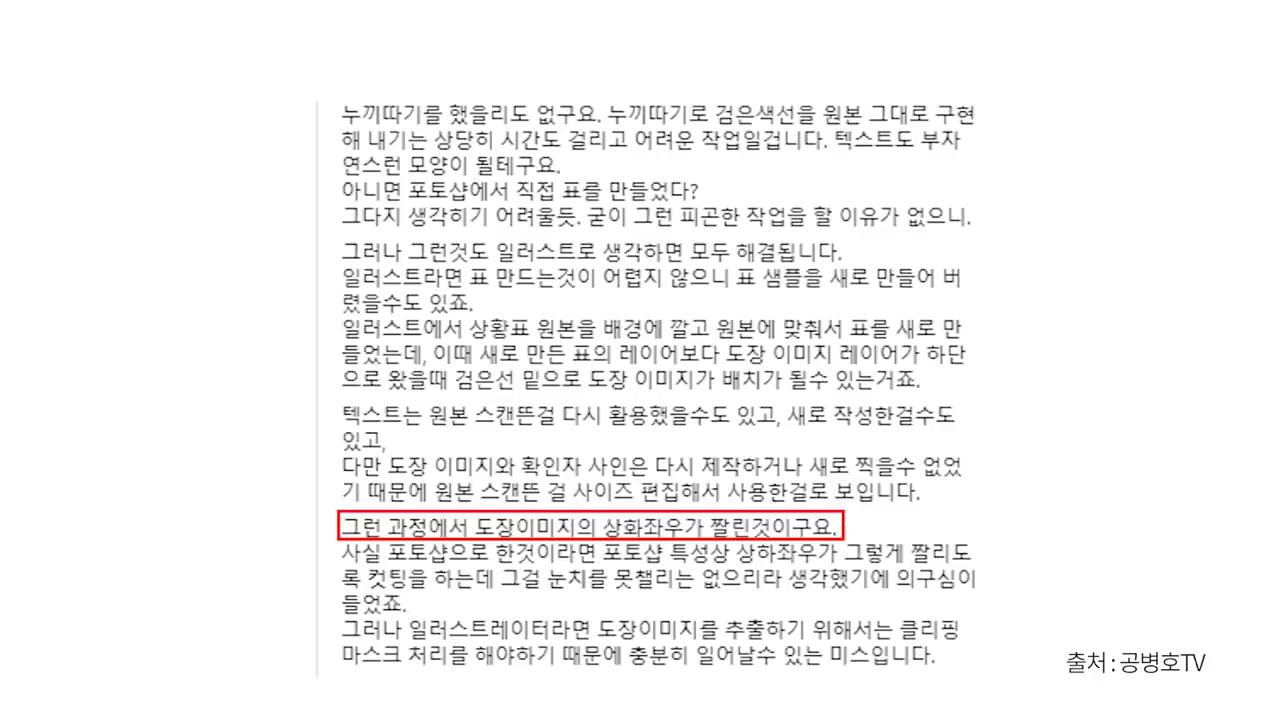 누끼따기를 했을리도 없구요. 누끼따기로 검은색선을 원본 그대로 구현
해 내기는 상당히 시간도 걸리고 어려운 작업일겁니다. 텍스트도 부자
연스런 모양이 될테구요.
아니면 포토샵에서 직접 표를 만들었다?
그다지 생각히기 어려울듯. 굳이 그런 피곤한 작업을 할 이유가 없으니.
그러나 그런것도 일러스트로 생각하면 모두 해결됩니다.
일러스트라면 표 만드는것이 어렵지 않으니 표 샘플을 새로 만들어 버
렸을수도 있죠.
일러스트에서 상황표 원본을 배경에 깔고 원본에 맞춰서 표를 새로 만
들었는데, 이때 새로 만든 표의 레이어보다 도장 이미지 레이어가 하단
으로 왔을때 검은선 밑으로 도장 이미지가 배치가 될수 있는거죠.
텍스트는 원본 스캔뜬걸 다시 활용했을수도 있고, 새로 작성한걸수도
있고,
다만 도장 이미지와 확인자 사인은 다시 제작하거나 새로 찍을수 없었
기 때문에 원본 스캔뜬 걸 사이즈 편집해서 사용한걸로 보입니다.
그런 과정에서 도장이미지의 상화좌우가 짤린것이구요.
사실 포토샵으로 한것이라면 포토샵 특성상 상하좌우가 그렇게 짤리도
록 컷팅을 하는데 그걸 눈치를 못챌리는 없으리라 생각했기에 의구심이
들었죠.
그러나 일러스트레이터라면 도장이미지를 추출하기 위해서는 클리핑
마스크 처리를 해야하기 때문에 충분히 일어날수 있는 미스입니다.
출처 : 공병호TV